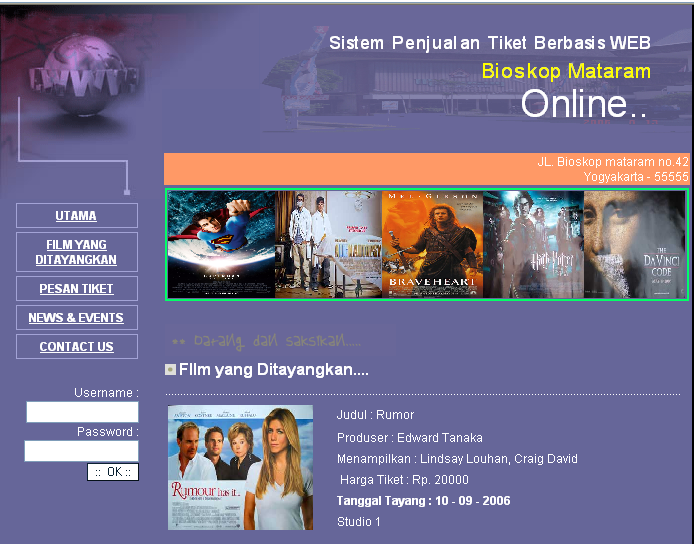 Sistem Penjualan Tiket Berbasis WEB
Bioskop Mataram
Online..
WWW
JL. Bioskop mataram no.42
Yogyakarta - 55555
UTAMA
FILM YANG
DITAYANGKAN
PESAN TIKET
NEWS & EVENTS
CONTACT US
Username :
Password :
:: OK ::
MEL GIBSON
BRAVEHEART
Harry Potter
THE
DA VINCI
CODE
** Datang dan saksikan.....
FIlm yang Ditayangkan....
Rumour has it...
Judul : Rumor
Produser : Edward Tanaka
Menampilkan : Lindsay Louhan, Craig David
Harga Tiket : Rp. 20000
Tanggal Tayang : 10 - 09 - 2006
Studio 1